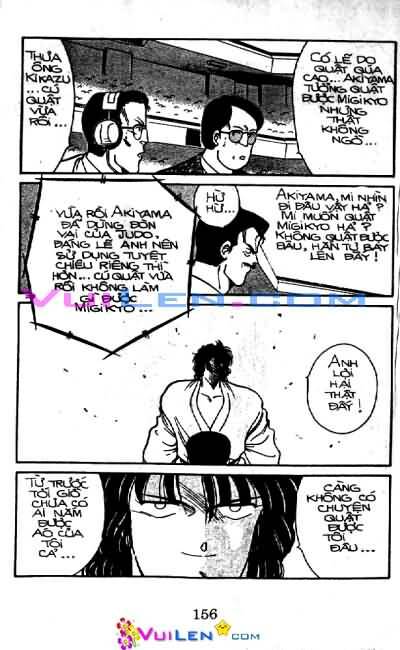 THƯA
ÔNG
KIKAZU
...CÚ
QUẬT
VỪA
RỒI...
CÓ LẼ DO
QUẬT QÚA
CAO... AKIYAMA
TƯỞNG QUẬT
ĐƯỢC MIGIKYO
NHƯNG
THẬT
KHÔNG
NGỜ...
VỪA RỒI AKIYAMA
ĐÃ DỪNG ĐÒN
VAI CỦA JUDO.
ĐÁNG LẼ ANH NÊN
SỬ DỤNG TUYỆT
CHIÊU RIÊNG THÌ
HƠN... CÚ QUẬT VỪA
RỒI KHÔNG LÀM
GÌ ĐƯỢC
MIGIKYO...
HỪ
HỪ...
AKIYAMA, MI NHÌN
ĐI ĐÂU VẬY HẢ?
MI MUỐN QUẬT
MIGIKYO HẢ?
KHÔNG QUẬT ĐƯỢC
ĐÂU, HẮN TỰ BAY
LÊN ĐẤY!
VUILEN.COM
ANH
LỢI
HẠI
THẬT
ĐẤY!
TỪ TRƯỚC
TỚI GIỜ
CHƯA CÓ
AI NẮM
ĐƯỢC
ÁO CỦA
TÔI
CẢ...
CÀNG
KHÔNG CÓ
CHUYỆN
QUẬT
ĐƯỢC
TÔI
ĐÂU...
156
VUILEN.COM